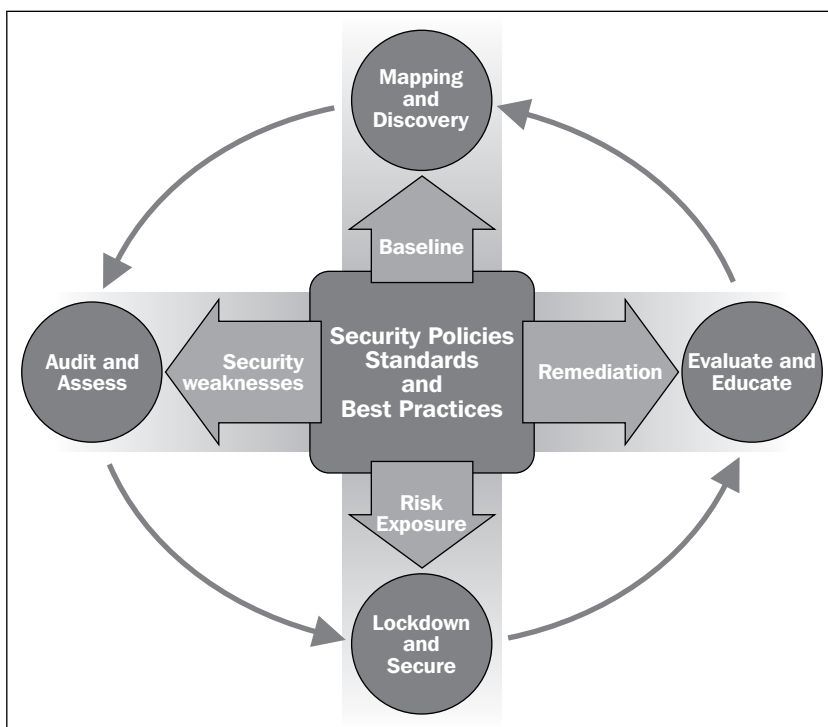 Mapping
and
Discovery
Baseline
Security Policies
Standards
and
Best Practices
Audit and
Assess
Security
weaknesses
Remediation
Evaluate and
Educate
Risk
Exposure
Lockdown
and
Secure